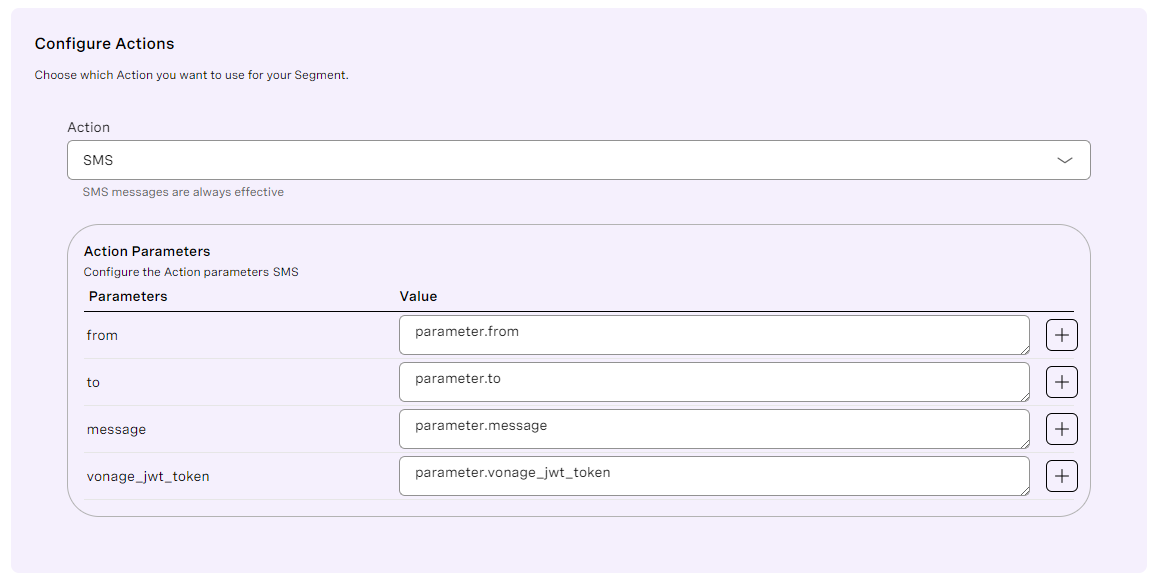 Configure Actions
Choose which Action you want to use for your Segment.
Action
SMS
SMS messages are always effective
Action Parameters
Configure the Action parameters SMS
Parameters Value
from parameter.from
to parameter.to
message parameter.message
vonage_jwt_token parameter.vonage_jwt_token